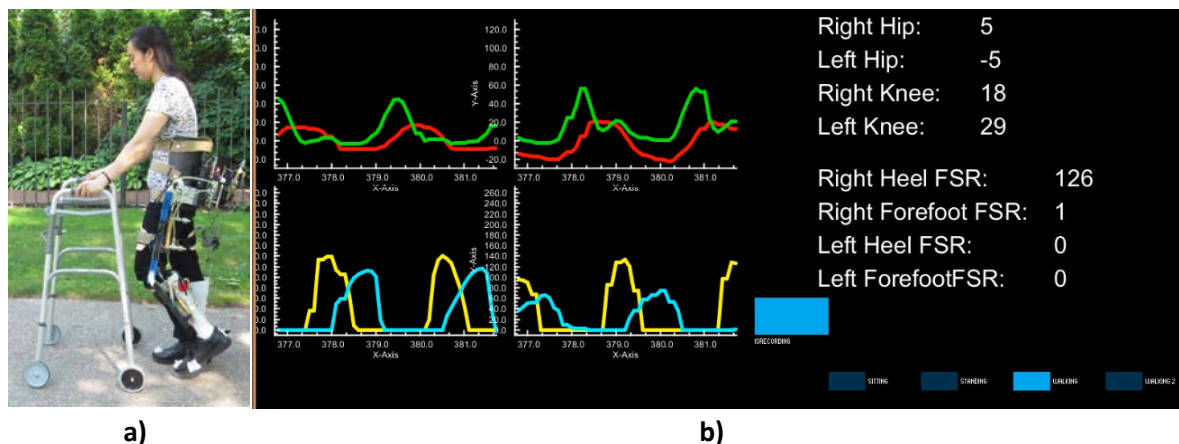 Right Hip: 5
Left Hip: -5
Right Knee: 18
Left Knee: 29
Right Heel FSR: 126
Right Forefoot FSR: 1
Left Heel FSR: 0
Left ForefootFSR: 0
120.0
100.0
80.0
60.0
40.0
20.0
0.0
-20
Y-Axis
377.0 378.0 379.0 380.0 381.0
X-Axis
377.0 378.0 379.0 380.0 381.0
X-Axis
260.0
240.0
220.0
200.0
180.0
160.0
140.0
120.0
100.0
80.0
60.0
40.0
20.0
0.0
377.0 378.0 379.0 380.0 381.0
X-Axis
377.0 378.0 379.0 380.0 381.0
X-Axis
ISRECORDING
SITTING
STANDING
WALKING
WALKING 2
a)
b)